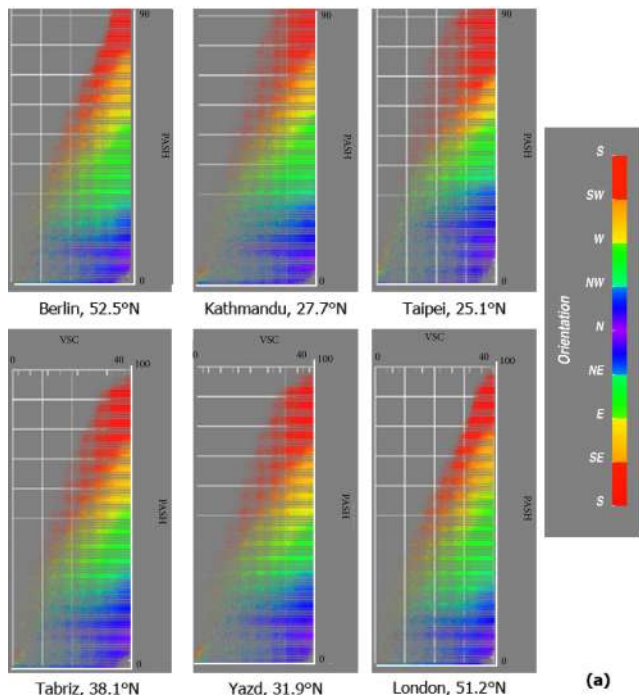 90
90
90
PASH
PASH
PASH
0
0
0
Berlin, 52.5°N
Kathmandu, 27.7°N
Taipei, 25.1°N
VSC
VSC
VSC
0
40
100
0
40
100
0
40
100
PASH
PASH
PASH
0
0
0
Tabriz, 38.1°N
Yazd, 31.9°N
London, 51.2°N
Orientation
S
SW
W
NW
N
NE
E
SE
S
(a)